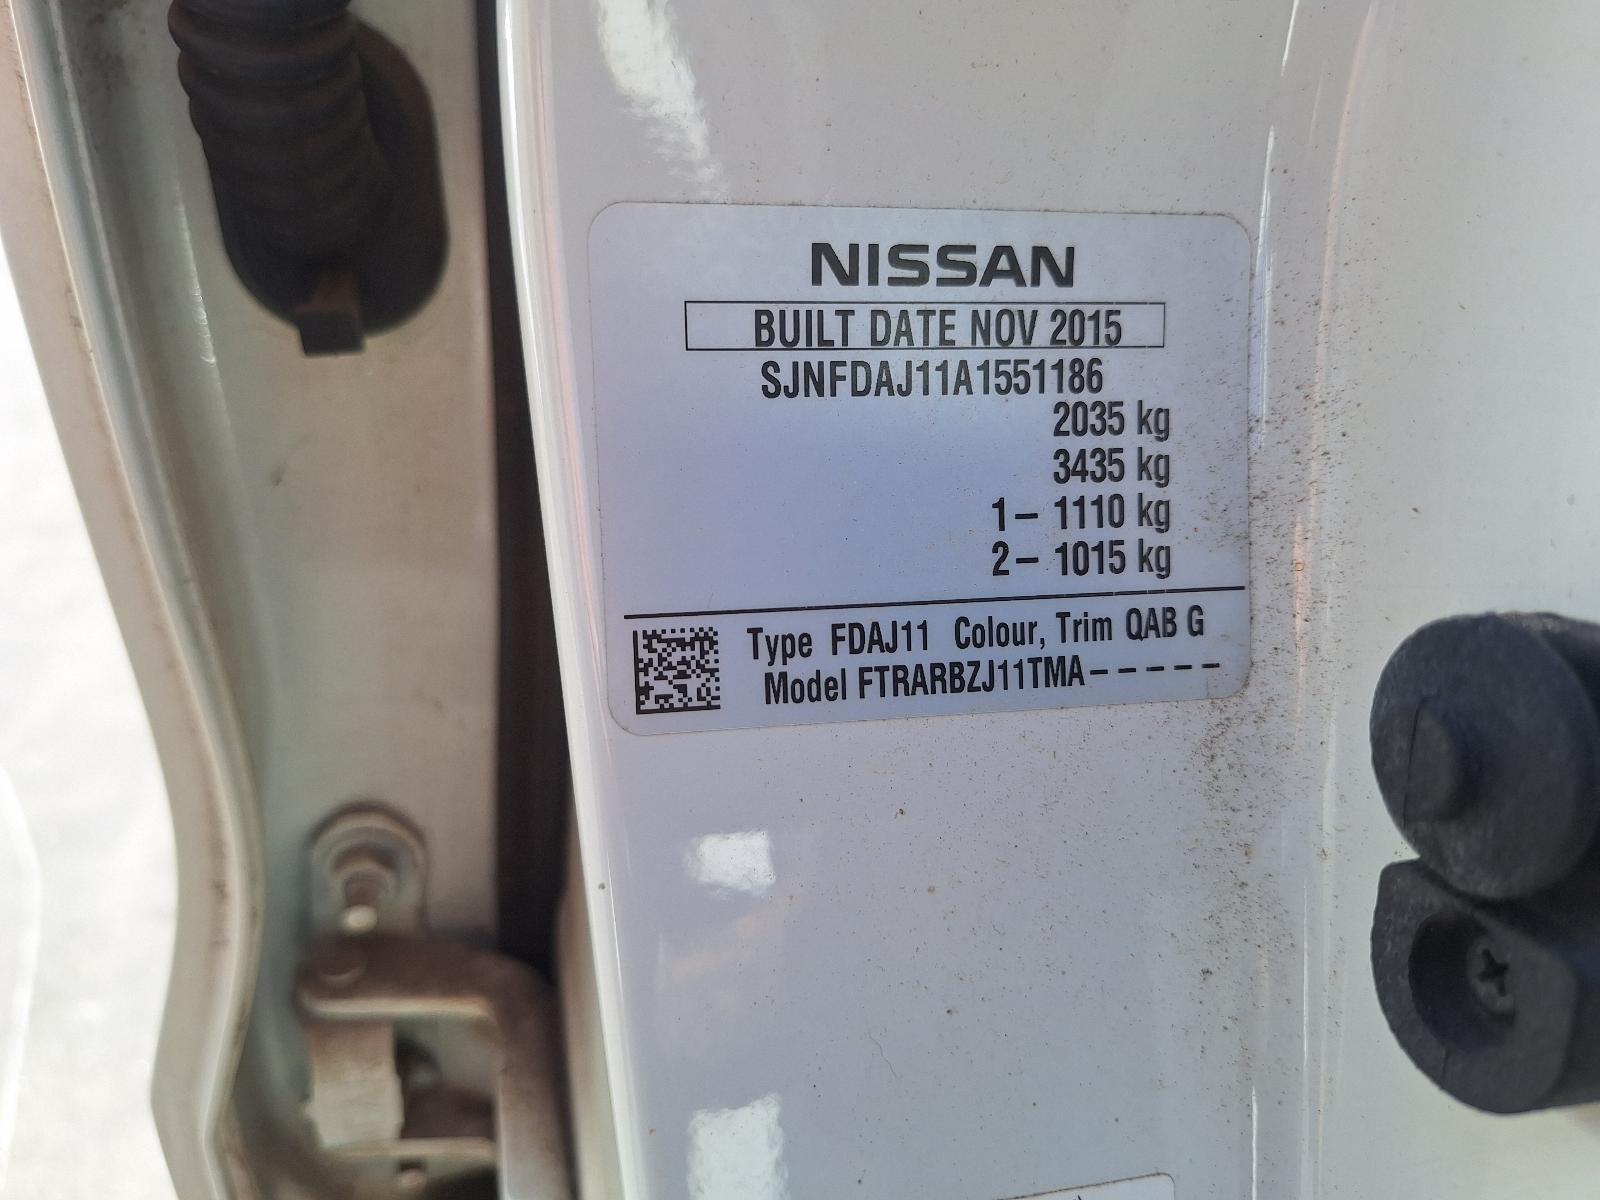 NISSAN
BUILT DATE NOV 2015
SJNFDAJ11A1551186
2035 kg
3435 kg
1– 1110 kg
2– 1015 kg
Type FDAJ11 Colour, Trim QAB G
Model FTRARBZJ11TMA– – – – –